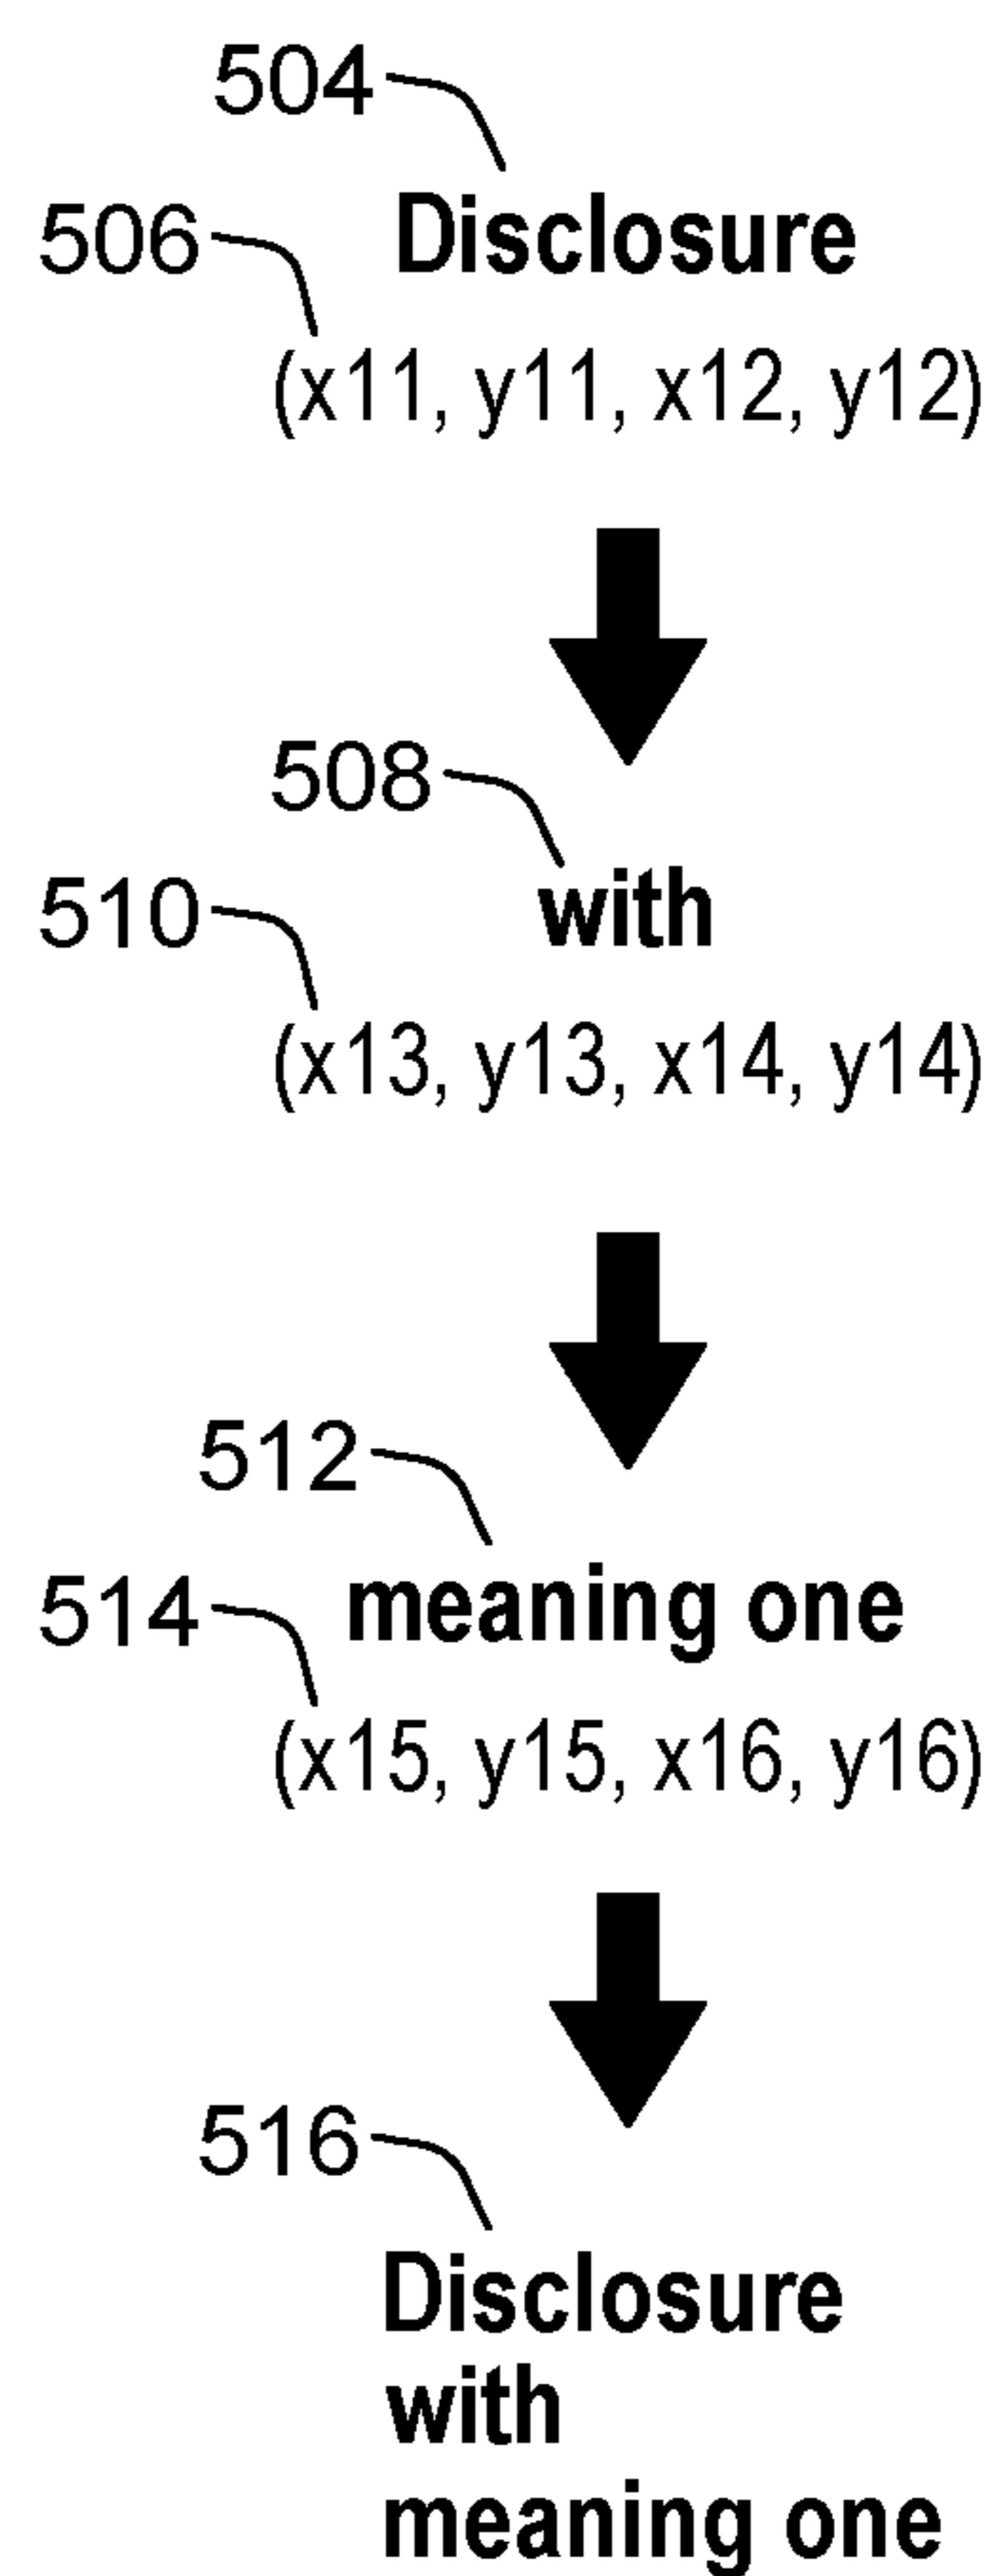 504
Disclosure
506
(x11, y11, x12, y12)
508
with
510
(x13, y13, x14, y14)
512
meaning one
514
(x15, y15, x16, y16)
516
Disclosure
with
meaning one